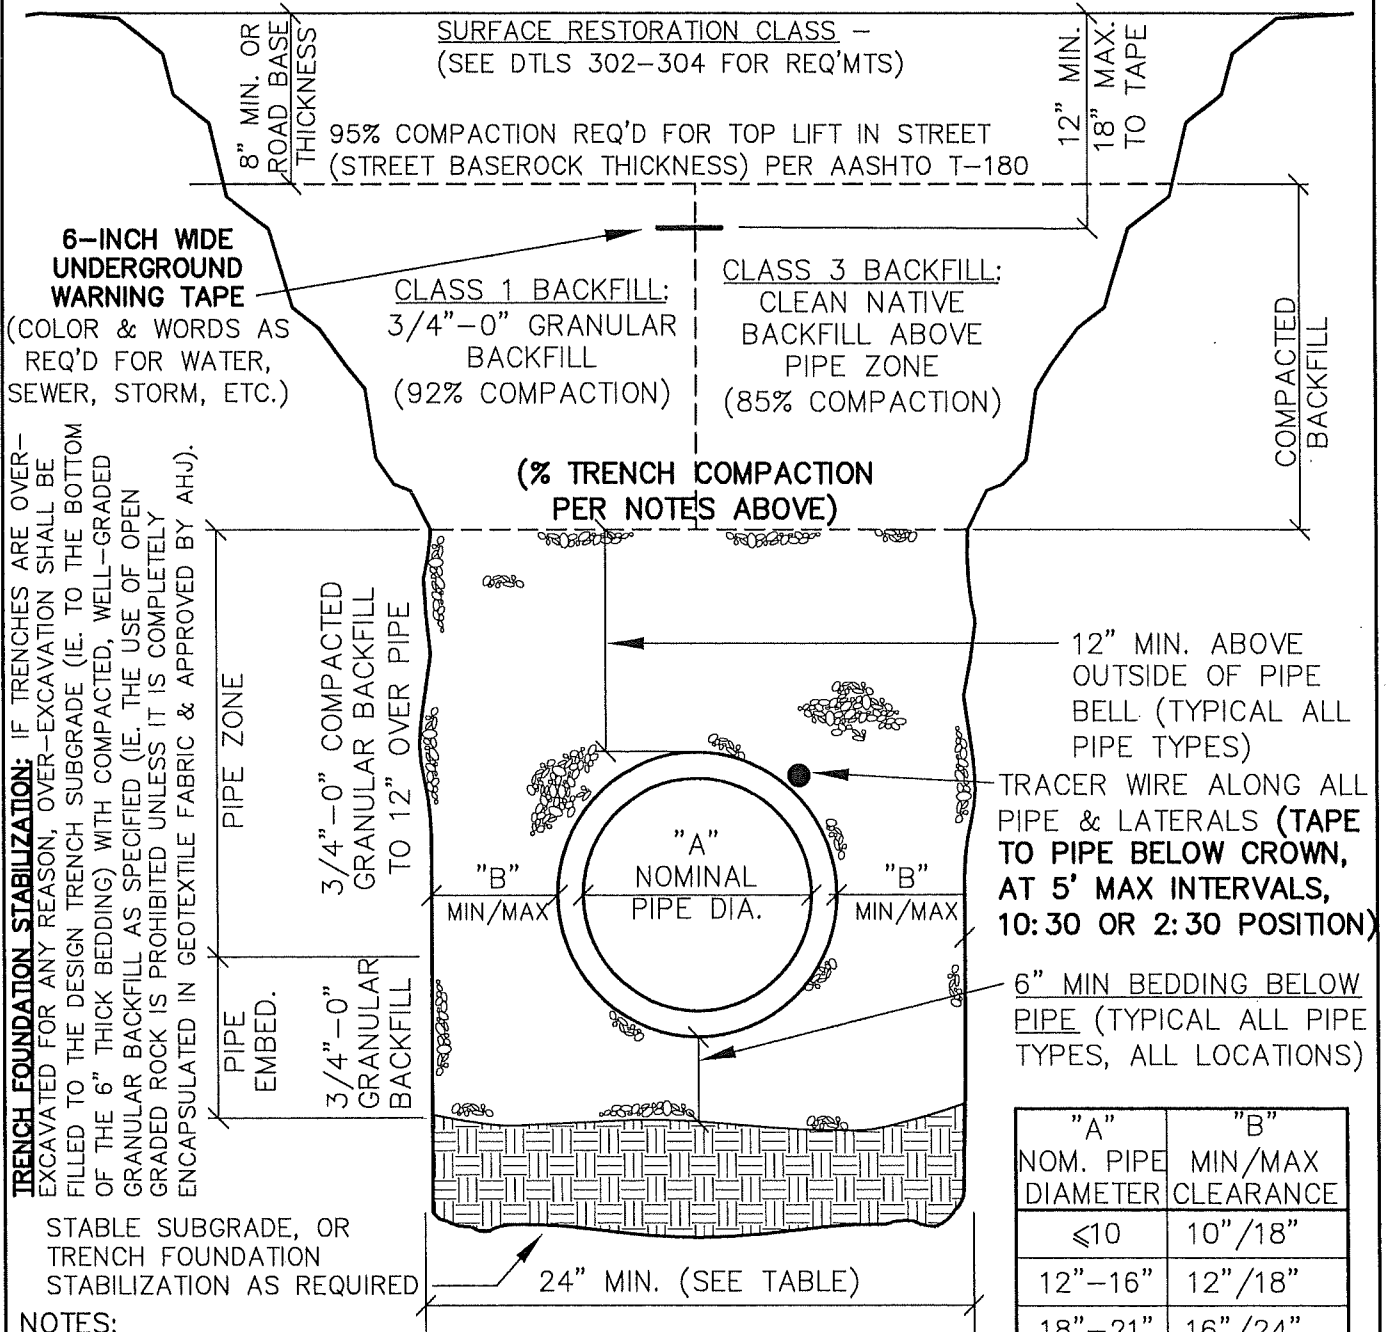 8" MIN. OR
ROAD BASE
THICKNESS
SURFACE RESTORATION CLASS –
(SEE DTLS 302–304 FOR REQ'MTS)
12" MIN.
18" MAX.
TO TAPE
95% COMPACTION REQ'D FOR TOP LIFT IN STREET
(STREET BASEROCK THICKNESS) PER AASHTO T–180
6–INCH WIDE
UNDERGROUND
WARNING TAPE
(COLOR & WORDS AS
REQ'D FOR WATER,
SEWER, STORM, ETC.)
CLASS 1 BACKFILL:
3/4"–0" GRANULAR
BACKFILL
(92% COMPACTION)
CLASS 3 BACKFILL:
CLEAN NATIVE
BACKFILL ABOVE
PIPE ZONE
(85% COMPACTION)
COMPACTED
BACKFILL
(% TRENCH COMPACTION
PER NOTES ABOVE)
TRENCH FOUNDATION STABILIZATION: IF TRENCHES ARE OVER–
EXCAVATED FOR ANY REASON, OVER–EXCAVATION SHALL BE
FILLED TO THE DESIGN TRENCH SUBGRADE (IE. TO THE BOTTOM
OF THE 6" THICK BEDDING) WITH COMPACTED, WELL–GRADED
GRANULAR BACKFILL AS SPECIFIED (IE. THE USE OF OPEN
GRADED ROCK IS PROHIBITED UNLESS IT IS COMPLETELY
ENCAPSULATED IN GEOTEXTILE FABRIC & APPROVED BY AHJ).
PIPE ZONE
3/4"–0" COMPACTED
GRANULAR BACKFILL
TO 12" OVER PIPE
12" MIN. ABOVE
OUTSIDE OF PIPE
BELL (TYPICAL ALL
PIPE TYPES)
TRACER WIRE ALONG ALL
PIPE & LATERALS (TAPE
TO PIPE BELOW CROWN,
AT 5' MAX INTERVALS,
10:30 OR 2:30 POSITION)
"B"
MIN/MAX
"A"
NOMINAL
PIPE DIA.
"B"
MIN/MAX
PIPE
EMBED.
3/4"–0"
GRANULAR
BACKFILL
6" MIN BEDDING BELOW
PIPE (TYPICAL ALL PIPE
TYPES, ALL LOCATIONS)
STABLE SUBGRADE, OR
TRENCH FOUNDATION
STABILIZATION AS REQUIRED
24" MIN. (SEE TABLE)
"A" "B"
NOM. PIPE MIN/MAX
DIAMETER CLEARANCE
⩽10 10"/18"
12"–16" 12"/18"
18"–21" 16"/24"
NOTES: